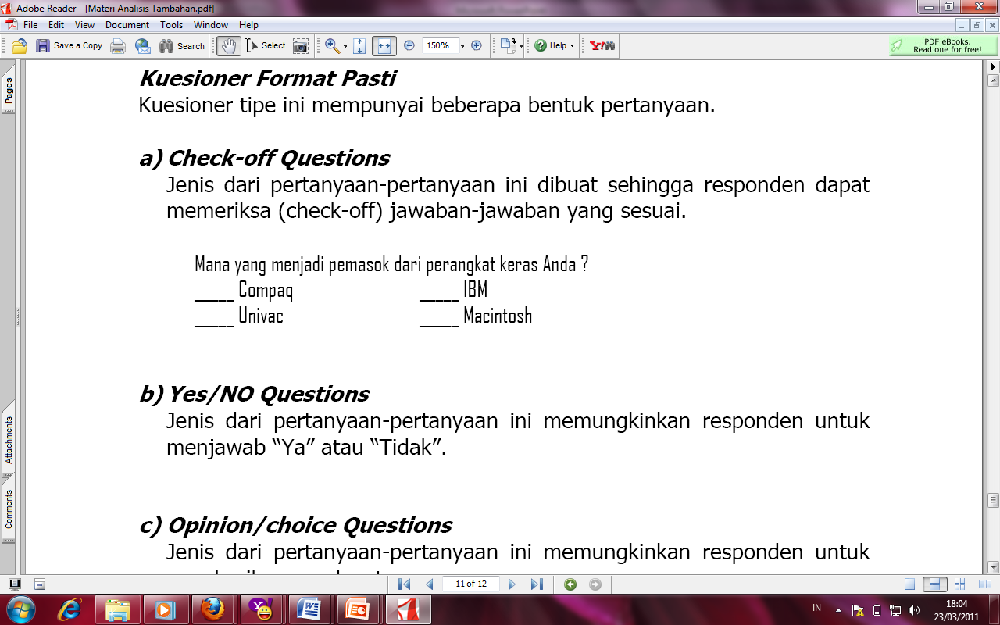 Adobe Reader - [Materi Analisis Tambahan.pdf]
File Edit View Document Tools Window Help
Save a Copy Search Select 150% Help Y! PDF eBooks.
Read one for free!
Pages
Kuesioner Format Pasti
Kuesioner tipe ini mempunyai beberapa bentuk pertanyaan.
a) Check-off Questions
Jenis dari pertanyaan-pertanyaan ini dibuat sehingga responden dapat
memeriksa (check-off) jawaban-jawaban yang sesuai.
Mana yang menjadi pemasok dari perangkat keras Anda ?
_____ Compaq _____ IBM
_____ Univac _____ Macintosh
b) Yes/NO Questions
Jenis dari pertanyaan-pertanyaan ini memungkinkan responden untuk
menjawab “Ya” atau “Tidak”.
Attachments
Comments
c) Opinion/choice Questions
Jenis dari pertanyaan-pertanyaan ini memungkinkan responden untuk
11 of 12
IN 18:04
23/03/2011